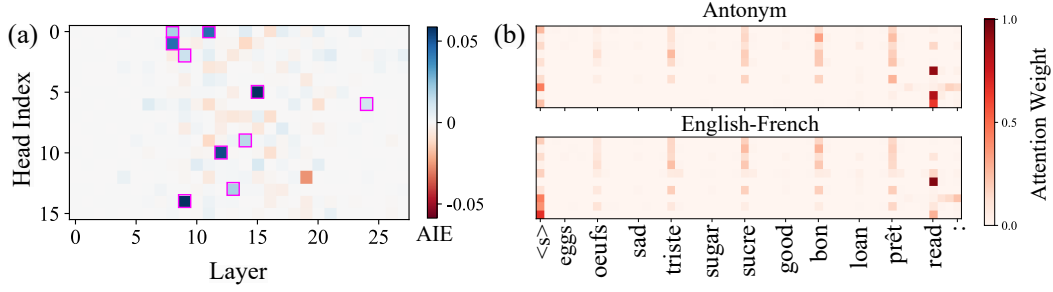 (a)
Head Index
0
5
10
15
0 5 10 15 20 25
Layer
0.05
0
-0.05
AIE
(b)
Antonym
English-French
<s> eggs oeufs sad triste sugar sucre good bon loan prêt read :
1.0
0.5
0.0
Attention Weight